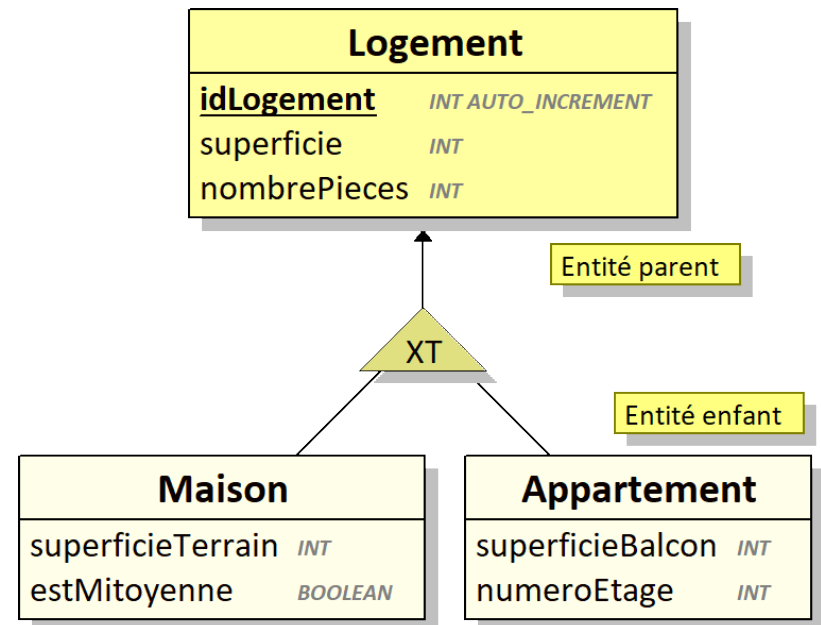 Logement
idLogement INT AUTO_INCREMENT
superficie INT
nombrePieces INT
Entité parent
XT
Entité enfant
Maison
superficieTerrain INT
estMitoyenne BOOLEAN
Appartement
superficieBalcon INT
numeroEtage INT